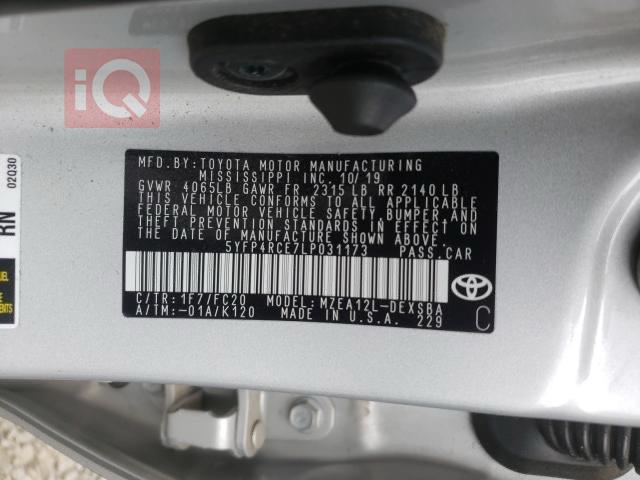 iQ
02Q30
RN
MFD.BY:TOYOTA MOTOR MANUFACTURING
MISSISSIPPI INC. 10/19
GVWR 4065LB GAWR FR 2315 LB RR 2140 LB
THIS VEHICLE CONFORMS TO ALL APPLICABLE
FEDERAL MOTOR VEHICLE SAFETY, BUMPER AND
THEFT PREVENTION STANDARDS IN EFFECT ON
THE DATE OF MANUFACTURE SHOWN ABOVE.
5YFP4RCE7LP031173 PASS.CAR
C/TR:1F7/FC20 MODEL:MZEA12L-DEXSBA
A/TM:-01A/K120 MADE IN U.S.A. 229
C